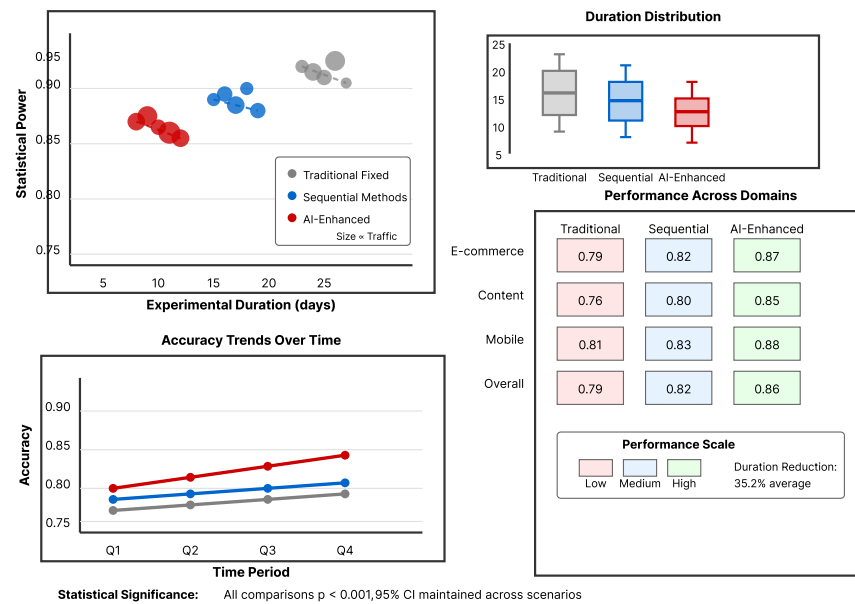 0.95
0.90
0.85
0.80
0.75
Statistical Power
Traditional Fixed
Sequential Methods
AI-Enhanced
Size ∝ Traffic
5 10 15 20 25
Experimental Duration (days)
Duration Distribution
25
20
15
10
5
Traditional Sequential AI-Enhanced
Performance Across Domains
Traditional Sequential AI-Enhanced
E-commerce 0.79 0.82 0.87
Content 0.76 0.80 0.85
Mobile 0.81 0.83 0.88
Overall 0.79 0.82 0.86
Performance Scale
Low Medium High
Duration Reduction:
35.2% average
Accuracy Trends Over Time
0.90
0.85
0.80
0.75
Accuracy
Q1 Q2 Q3 Q4
Time Period
Statistical Significance: All comparisons p < 0.001,95% CI maintained across scenarios